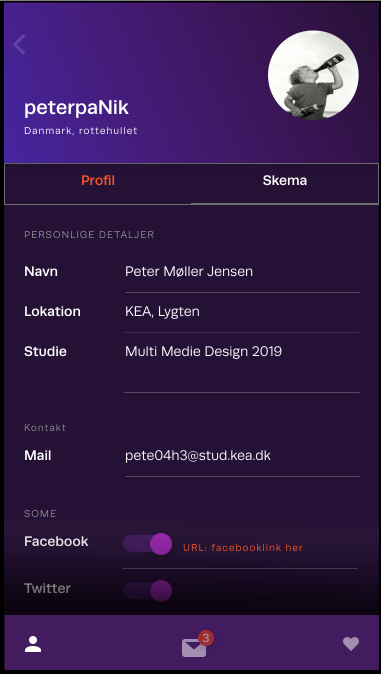 peterpaNik
Danmark, rottehullet
Profil
Skema
PERSONLIGE DETALJER
Navn Peter Møller Jensen
Lokation KEA, Lygten
Studie Multi Medie Design 2019
Kontakt
Mail pete04h3@stud.kea.dk
SOME
Facebook URL: facebooklink her
Twitter
3